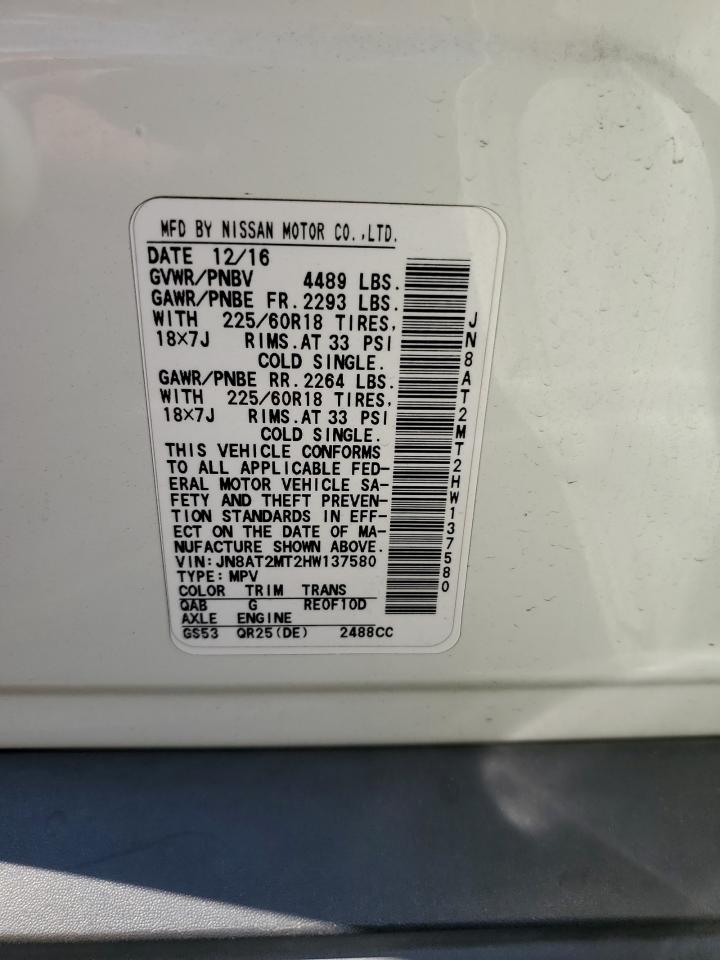 MFD BY NISSAN MOTOR CO.,LTD.
DATE 12/16
GVWR/PNBV 4489 LBS.
GAWR/PNBE FR. 2293 LBS.
WITH 225/60R18 TIRES,
18×7J RIMS. AT 33 PSI
COLD SINGLE.
GAWR/PNBE RR. 2264 LBS.
WITH 225/60R18 TIRES,
18×7J RIMS. AT 33 PSI
COLD SINGLE.
THIS VEHICLE CONFORMS
TO ALL APPLICABLE FED-
ERAL MOTOR VEHICLE SA-
FETY AND THEFT PREVEN-
TION STANDARDS IN EFF-
ECT ON THE DATE OF MA-
NUFACTURE SHOWN ABOVE.
VIN:JN8AT2MT2HW137580
TYPE:MPV
COLOR TRIM TRANS
QAB G RE0F10D
AXLE ENGINE
GS53 QR25(DE) 2488CC
JN8AT2MT2HW137580